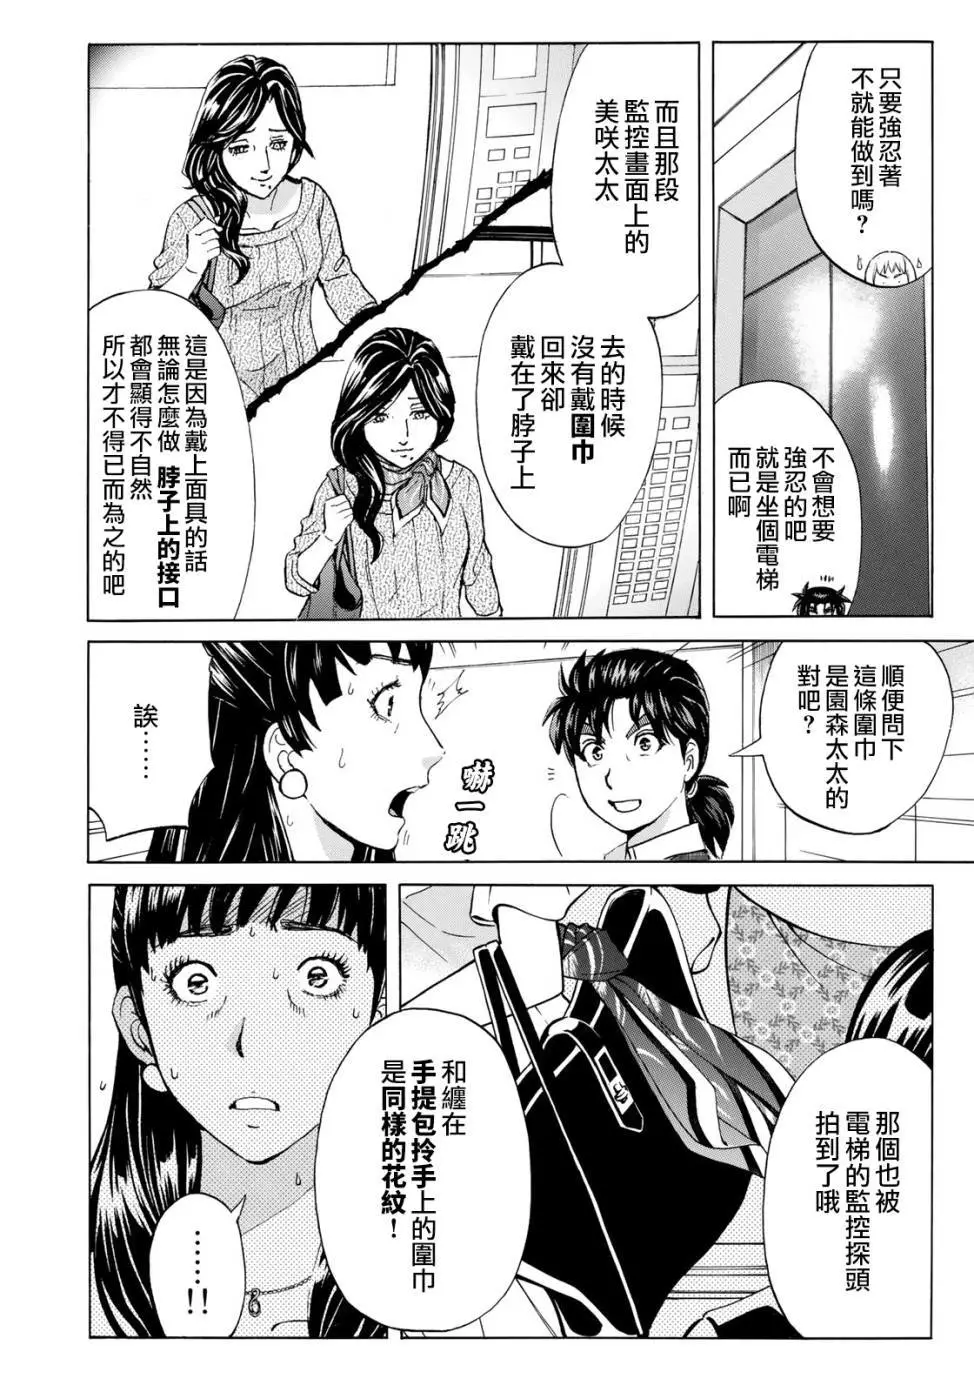 只要強忍著
不就能做到嗎？
不會想要
強忍的吧
就是坐個電梯
而已啊
而且那段
監控畫面上的
美咲太太
去的時候
沒有戴圍巾
回來卻
戴在了脖子上
這是因為戴上面具的話
無論怎麼做 脖子上的接口
都會顯得不自然
所以才不得已而為之的吧
順便問下
這條圍巾
是園森太太的
對吧？
嚇一跳
誒……
那個也被
電梯的監控探頭
拍到了哦
和纏在
手提包拎手上的圍巾
是同樣的花紋！
……!!